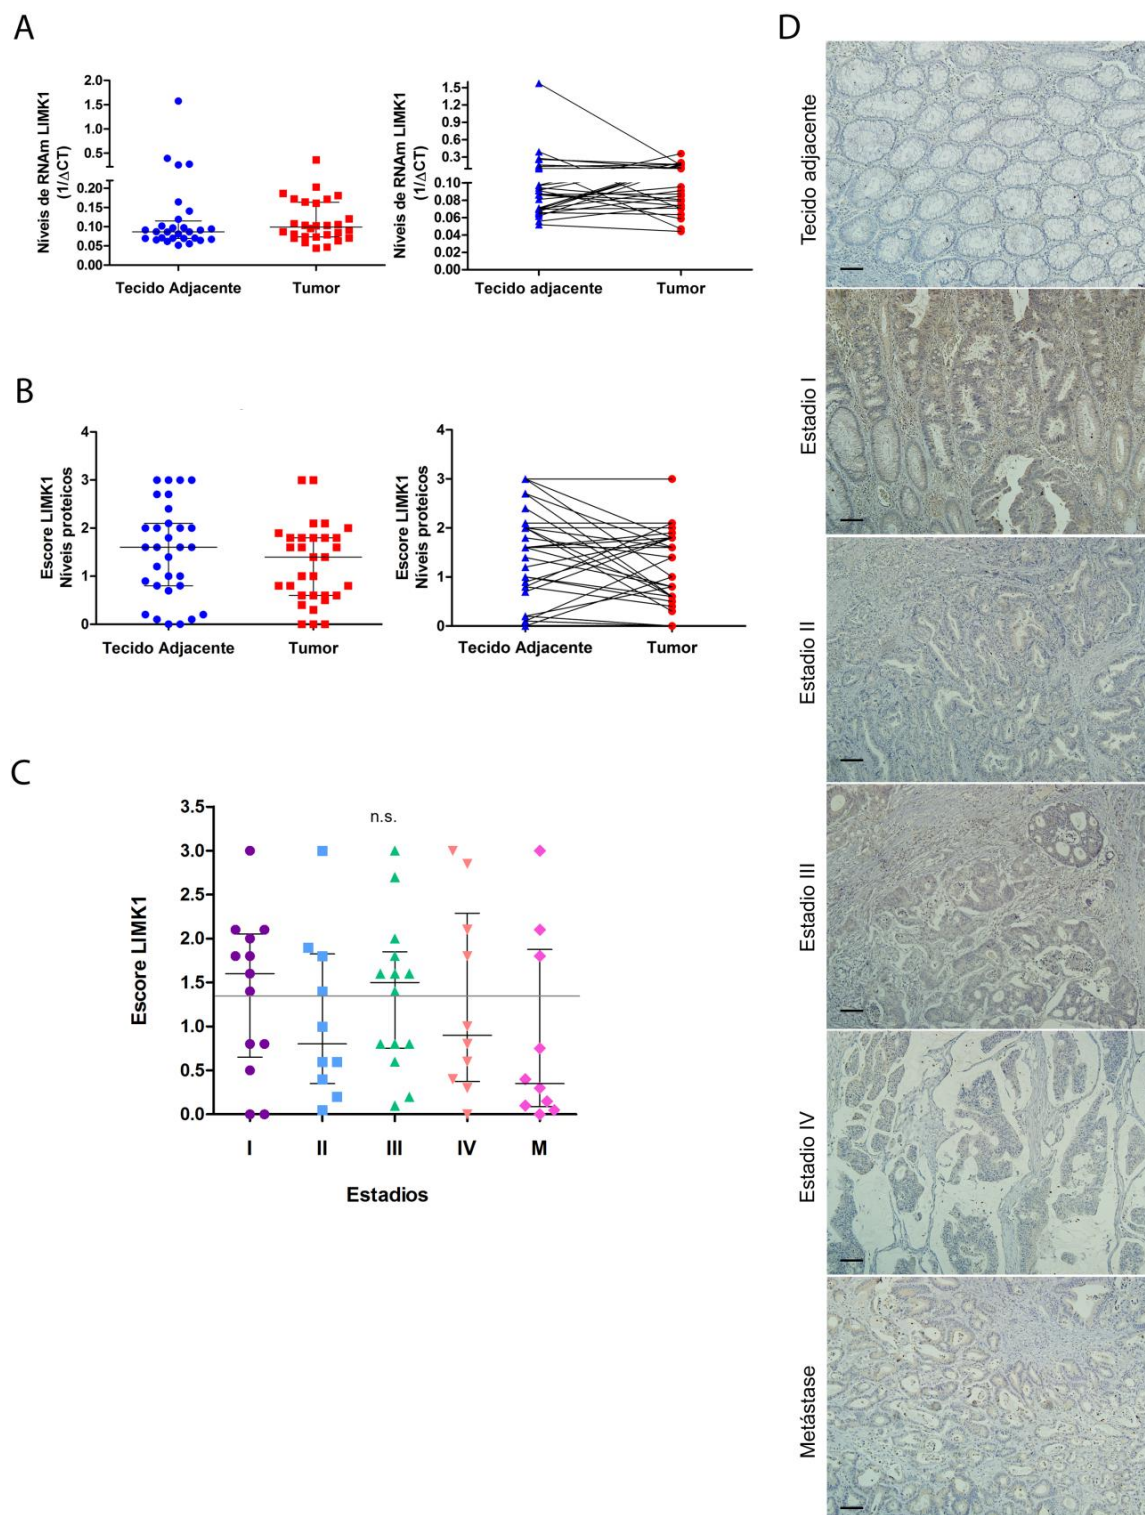 A
Níveis de RNAm LIMK1
(1/ΔCT)
2.0
1.5
1.0
0.5
0.20
0.15
0.10
0.05
0.00
Tecido Adjacente
Tumor
Níveis de RNAm LIMK1
(1/ΔCT)
1.5
1.2
0.9
0.6
0.3
0.10
0.08
0.06
0.04
0.02
0.00
Tecido adjacente
Tumor
B
Escore LIMK1
Níveis proteicos
4
3
2
1
0
Tecido Adjacente
Tumor
Escore LIMK1
Níveis proteicos
4
3
2
1
0
Tecido Adjacente
Tumor
C
Escore LIMK1
3.5
3.0
2.5
2.0
1.5
1.0
0.5
0.0
n.s.
I
II
III
IV
M
Estadios
D
Tecido adjacente
Estadio I
Estadio II
Estadio III
Estadio IV
Metástase